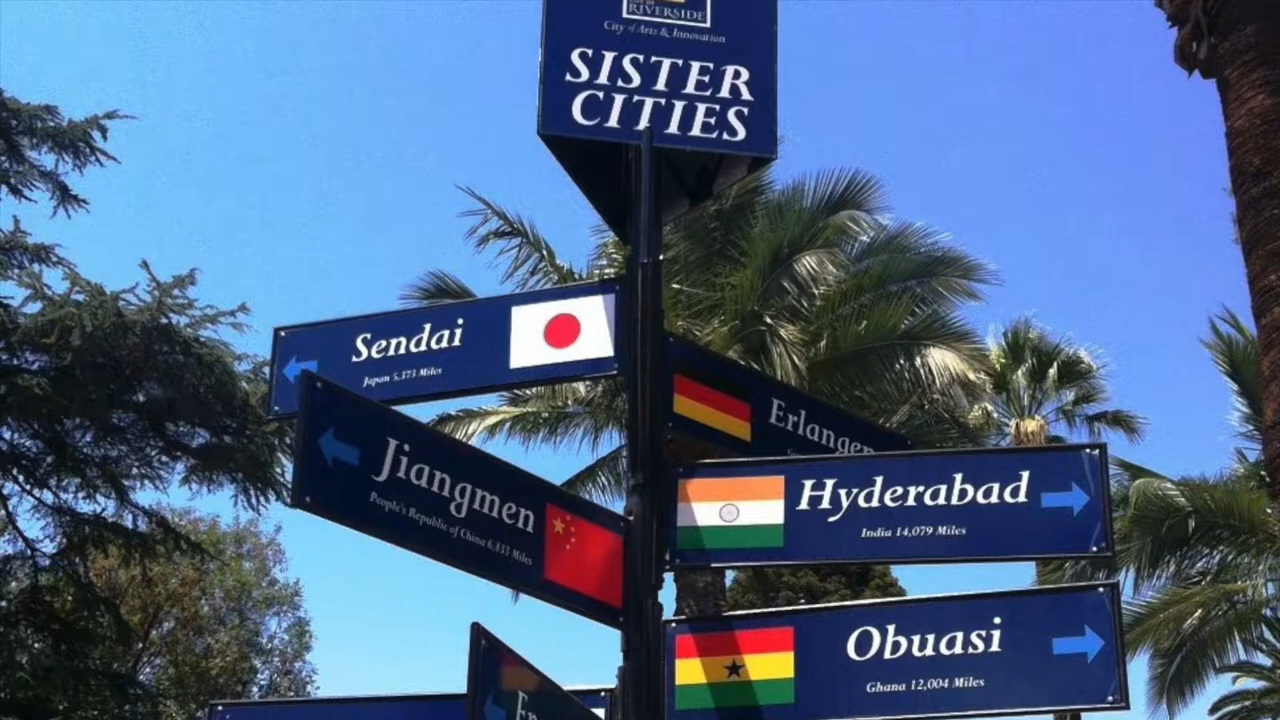 RIVERSIDE
City of Arts & Innovation
SISTER
CITIES
Sendai
Japan 5,373 Miles
Jiangmen
People's Republic of China 6,833 Miles
Erlangen
Hyderabad
India 14,079 Miles
Obuasi
Ghana 12,004 Miles
En